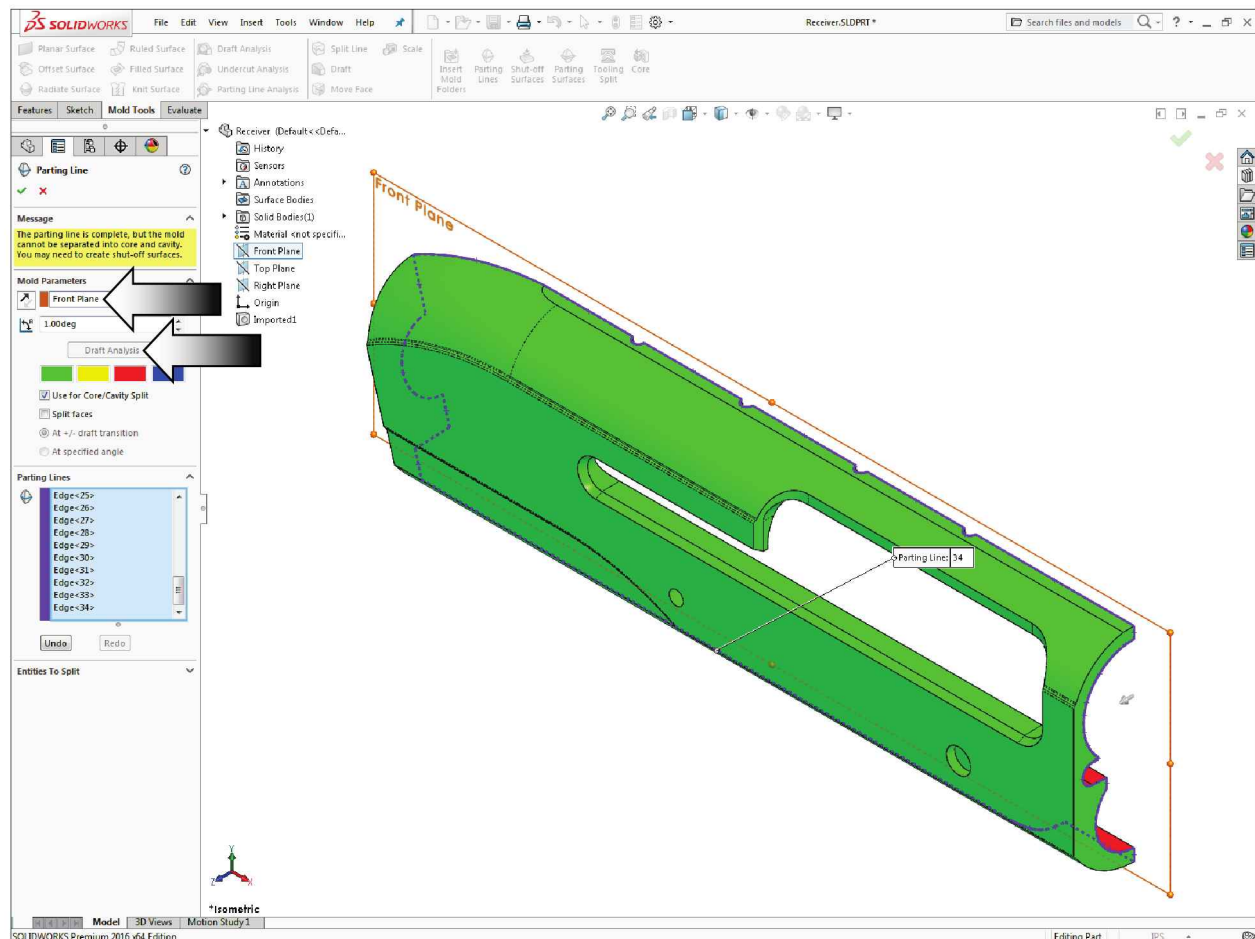 SOLIDWORKS File Edit View Insert Tools Window Help Receiver.SLDPRT * Search files and models ?
Planar Surface Ruled Surface Draft Analysis Split Line Scale
Offset Surface Filled Surface Undercut Analysis Draft
Radiate Surface Knit Surface Parting Line Analysis Move Face
Insert Mold Folders
Parting Lines
Shut-off Surfaces
Parting Surfaces
Tooling Split
Core
Features Sketch Mold Tools Evaluate
Parting Line
Message
The parting line is complete, but the mold
cannot be separated into core and cavity.
You may need to create shut-off surfaces.
Mold Parameters
Front Plane
1.00deg
Draft Analysis
Use for Core/Cavity Split
Split faces
At +/- draft transition
At specified angle
Parting Lines
Edge<25>
Edge<26>
Edge<27>
Edge<28>
Edge<29>
Edge<30>
Edge<31>
Edge<32>
Edge<33>
Edge<34>
Undo Redo
Entities To Split
Receiver (Default<<Defa...
History
Sensors
Annotations
Surface Bodies
Solid Bodies(1)
Material <not specifi...
Front Plane
Top Plane
Right Plane
Origin
Imported1
Front Plane
Parting Line: 34
Y
Z X
*Isometric
Model 3D Views Motion Study 1
SOLIDWORKS Premium 2016 x64 Edition Editing Part IPS